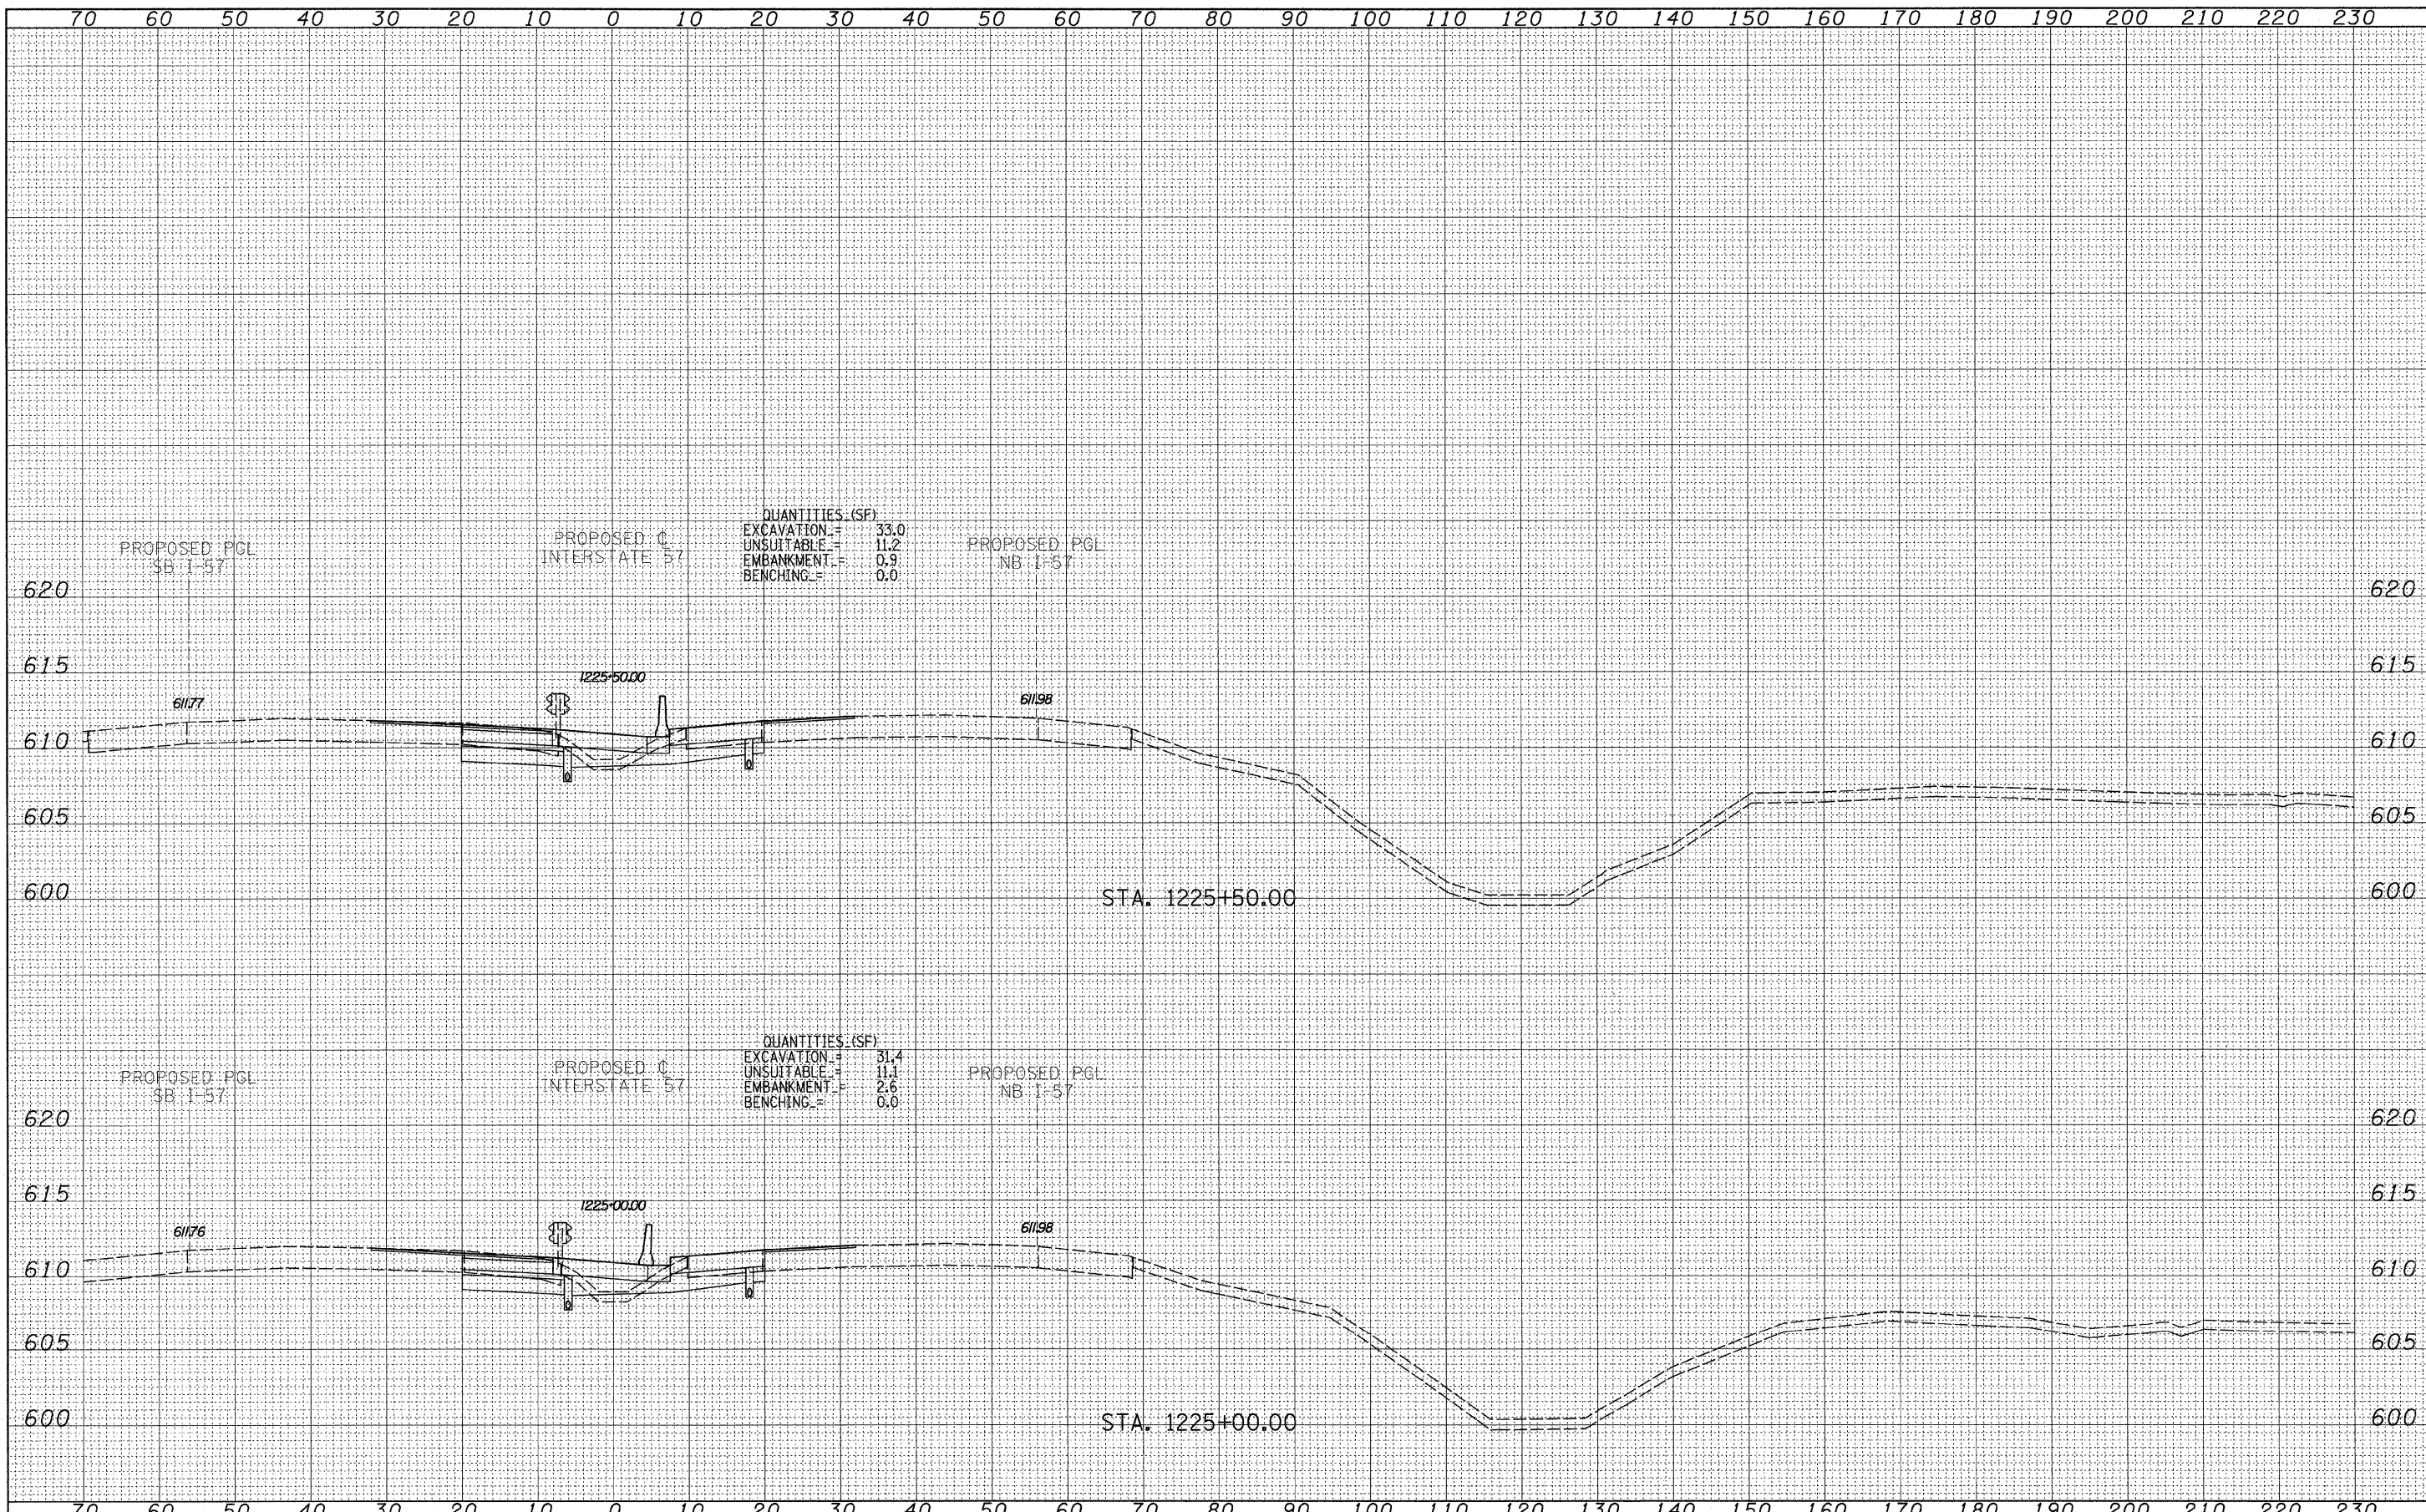 70 60 50 40 30 20 10 0 10 20 30 40 50 60 70 80 90 100 110 120 130 140 150 160 170 180 190 200 210 220 230
QUANTITIES (SF)
EXCAVATION = 33.0
UNSUITABLE = 11.2
EMBANKMENT = 0.9
BENCHING = 0.0
PROPOSED PGL
SB I-57
PROPOSED ℄
INTERSTATE 57
PROPOSED PGL
NB I-57
620 620
615 615
1225+50.00
611.77 611.98
610 610
605 605
600 STA. 1225+50.00 600
QUANTITIES (SF)
EXCAVATION = 31.4
UNSUITABLE = 11.1
EMBANKMENT = 2.6
BENCHING = 0.0
PROPOSED PGL
SB I-57
PROPOSED ℄
INTERSTATE 57
PROPOSED PGL
NB I-57
620 620
615 615
1225+00.00
611.76 611.98
610 610
605 605
600 STA. 1225+00.00 600
70 60 50 40 30 20 10 0 10 20 30 40 50 60 70 80 90 100 110 120 130 140 150 160 170 180 190 200 210 220 230